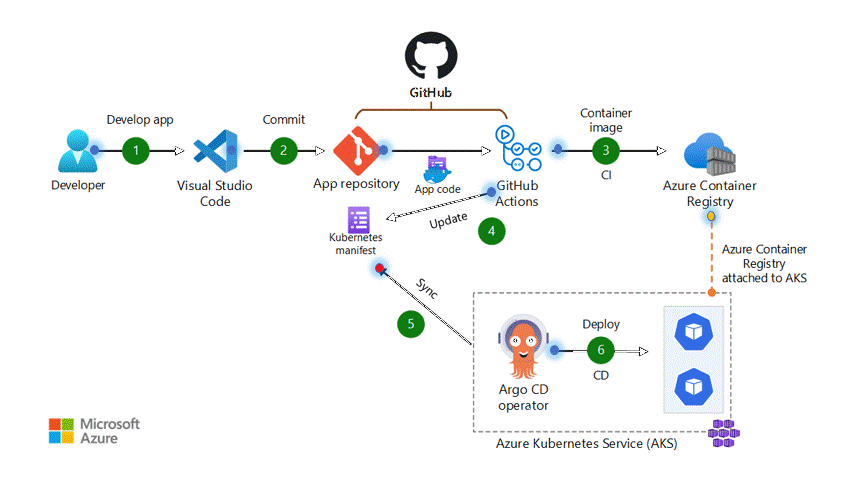 GitHub
Develop app
Commit
Container
image
1
2
3
CI
Developer
Visual Studio
Code
App repository
App code
GitHub
Actions
Azure Container
Registry
Update
4
Kubernetes
manifest
Azure Container
Registry
attached to AKS
Sync
5
Deploy
6
CD
Argo CD
operator
Microsoft
Azure
Azure Kubernetes Service (AKS)